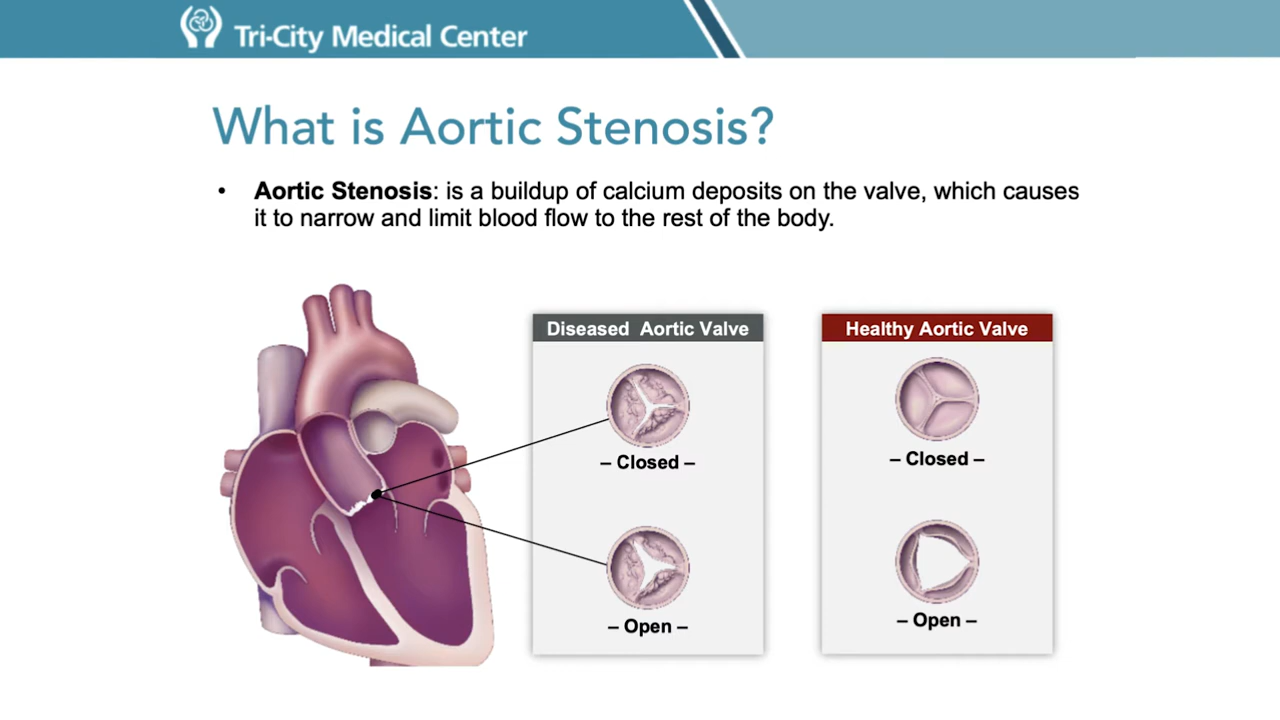 Tri-City Medical Center
What is Aortic Stenosis?
• Aortic Stenosis: is a buildup of calcium deposits on the valve, which causes
it to narrow and limit blood flow to the rest of the body.
Diseased Aortic Valve
– Closed –
– Open –
Healthy Aortic Valve
– Closed –
– Open –